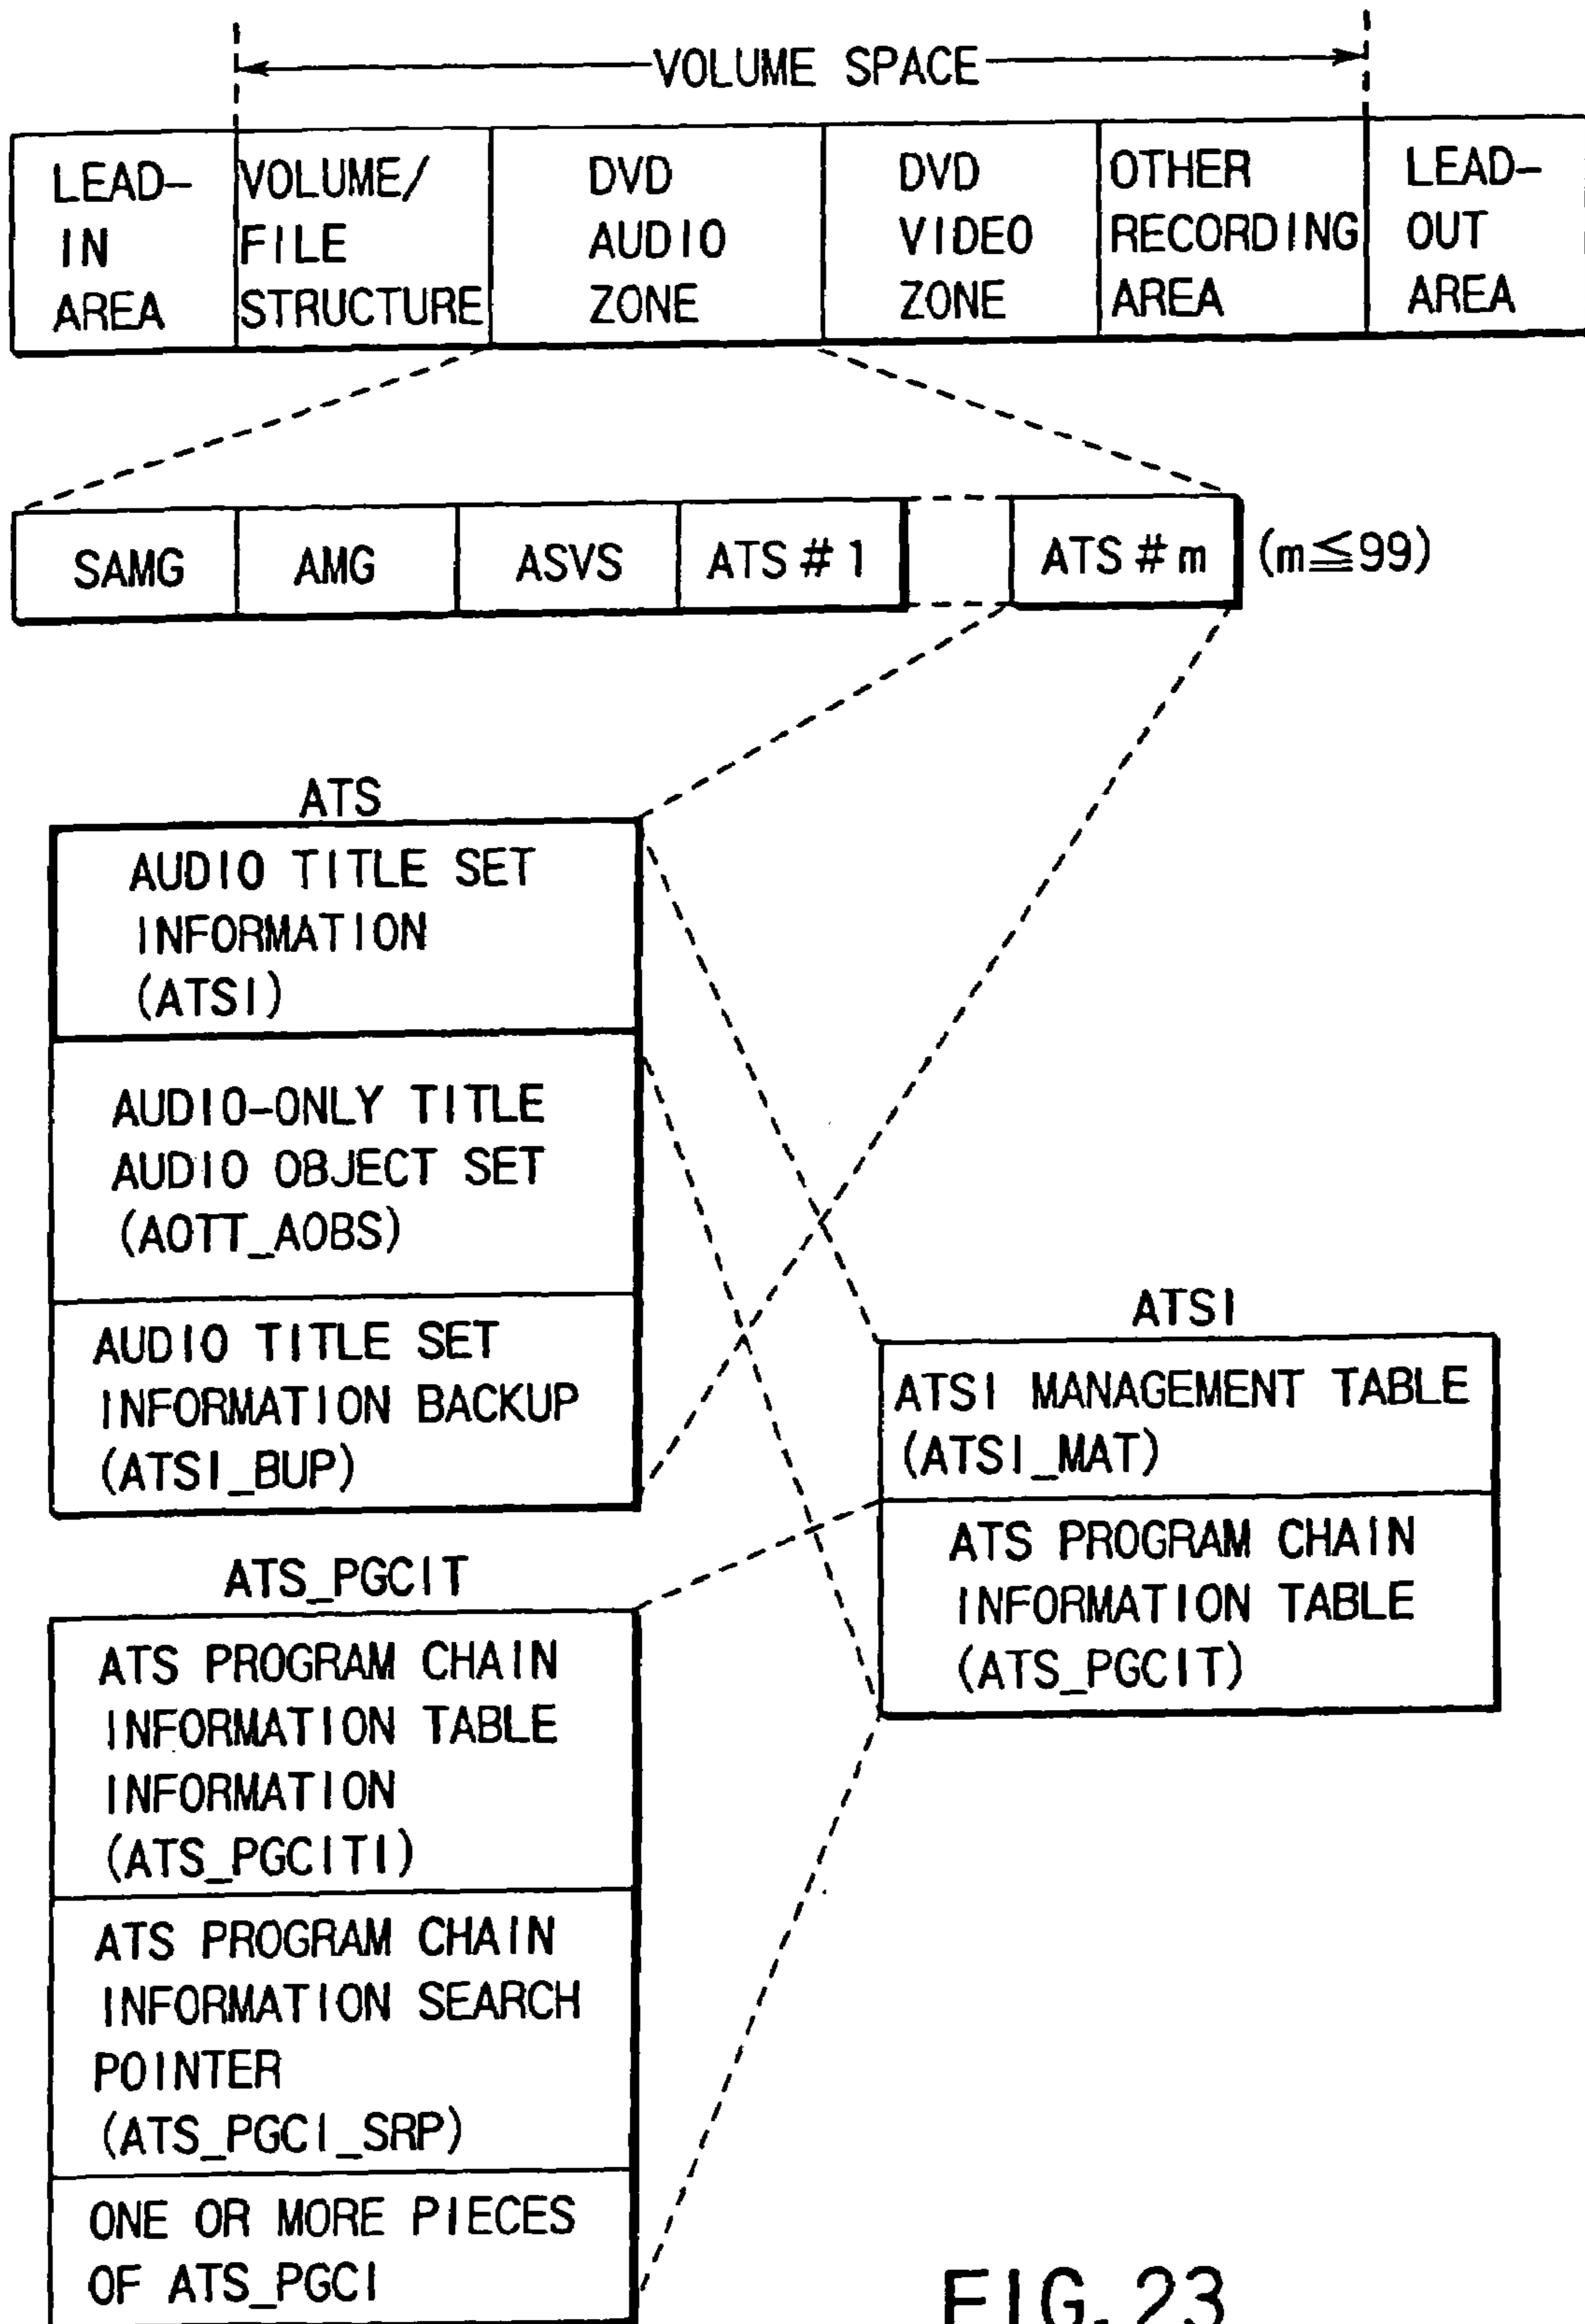 VOLUME SPACE
LEAD-
IN
AREA
VOLUME/
FILE
STRUCTURE
DVD
AUDIO
ZONE
DVD
VIDEO
ZONE
OTHER
RECORDING
AREA
LEAD-
OUT
AREA
SAMG
AMG
ASVS
ATS #1
ATS #m
(m≦99)
ATS
AUDIO TITLE SET
INFORMATION
(ATSI)
AUDIO-ONLY TITLE
AUDIO OBJECT SET
(AOTT_AOBS)
AUDIO TITLE SET
INFORMATION BACKUP
(ATSI_BUP)
ATSI
ATSI MANAGEMENT TABLE
(ATSI_MAT)
ATS PROGRAM CHAIN
INFORMATION TABLE
(ATS_PGCIT)
ATS_PGCIT
ATS PROGRAM CHAIN
INFORMATION TABLE
INFORMATION
(ATS_PGCITI)
ATS PROGRAM CHAIN
INFORMATION SEARCH
POINTER
(ATS_PGCI_SRP)
ONE OR MORE PIECES
OF ATS_PGCI
FIG. 23